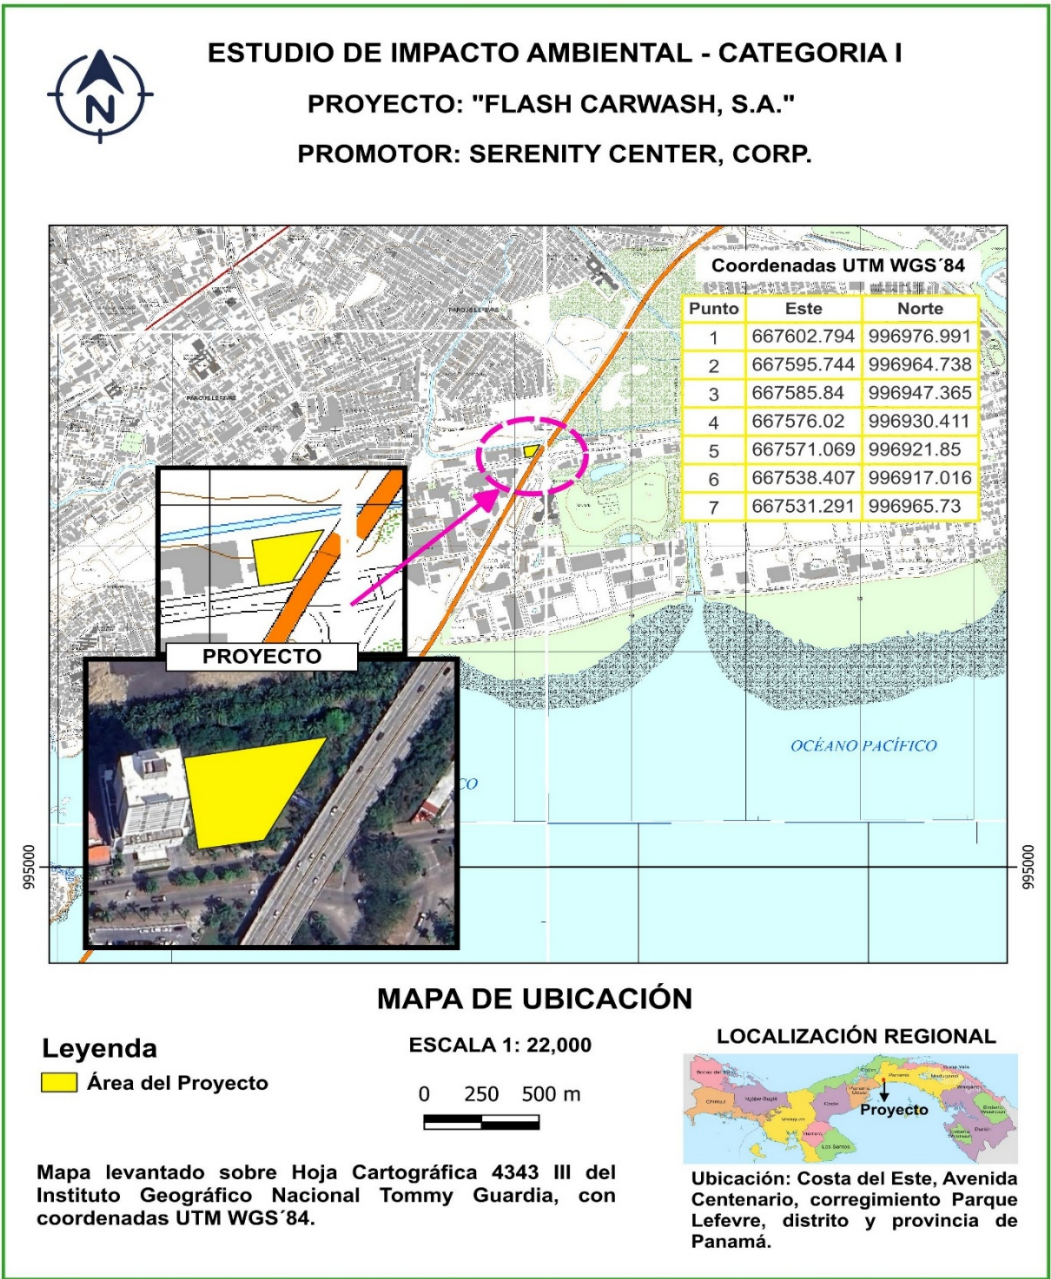 ESTUDIO DE IMPACTO AMBIENTAL - CATEGORIA I
PROYECTO: "FLASH CARWASH, S.A."
PROMOTOR: SERENITY CENTER, CORP.
N
Coordenadas UTM WGS´84
Punto Este Norte
1 667602.794 996976.991
2 667595.744 996964.738
3 667585.84 996947.365
4 667576.02 996930.411
5 667571.069 996921.85
6 667538.407 996917.016
7 667531.291 996965.73
PROYECTO
OCÉANO PACÍFICO
CO
995000
995000
MAPA DE UBICACIÓN
Leyenda
Área del Proyecto
ESCALA 1: 22,000
0 250 500 m
Mapa levantado sobre Hoja Cartográfica 4343 III del
Instituto Geográfico Nacional Tommy Guardia, con
coordenadas UTM WGS´84.
LOCALIZACIÓN REGIONAL
Proyecto
Ubicación: Costa del Este, Avenida
Centenario, corregimiento Parque
Lefevre, distrito y provincia de
Panamá.